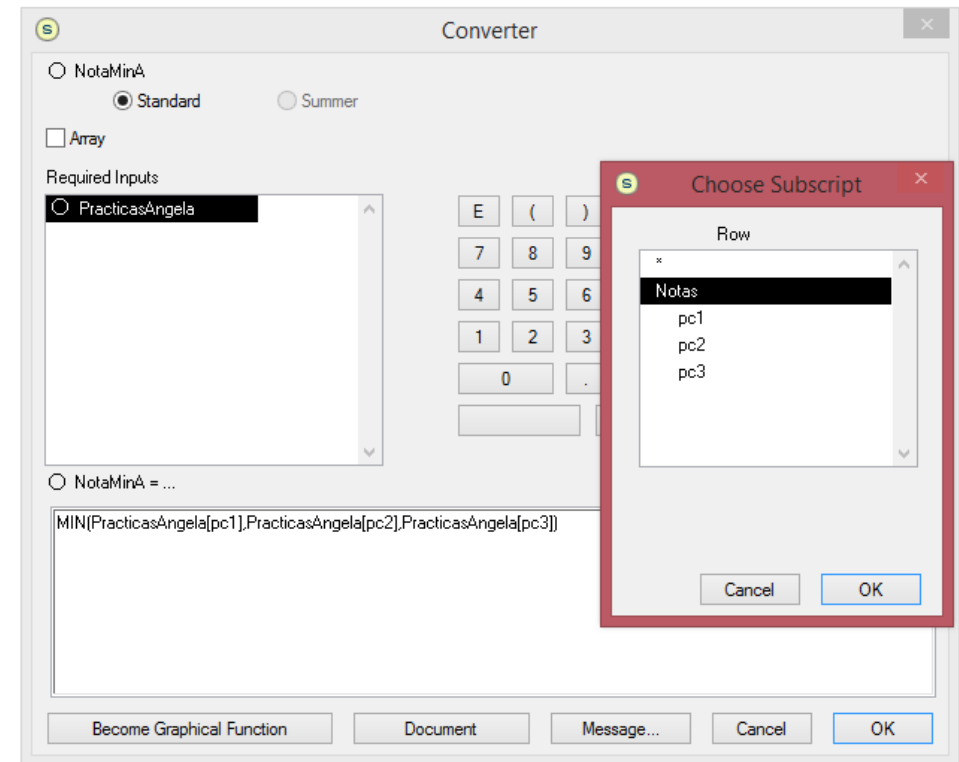 S Converter ×
NotaMinA
Standard Summer
Array
Required Inputs
PracticasAngela
E ( )
7 8 9
4 5 6
1 2 3
0 .
S Choose Subscript ×
Row
*
Notas
pc1
pc2
pc3
Cancel OK
NotaMinA = ...
MIN(PracticasAngela[pc1],PracticasAngela[pc2],PracticasAngela[pc3])
Become Graphical Function Document Message... Cancel OK